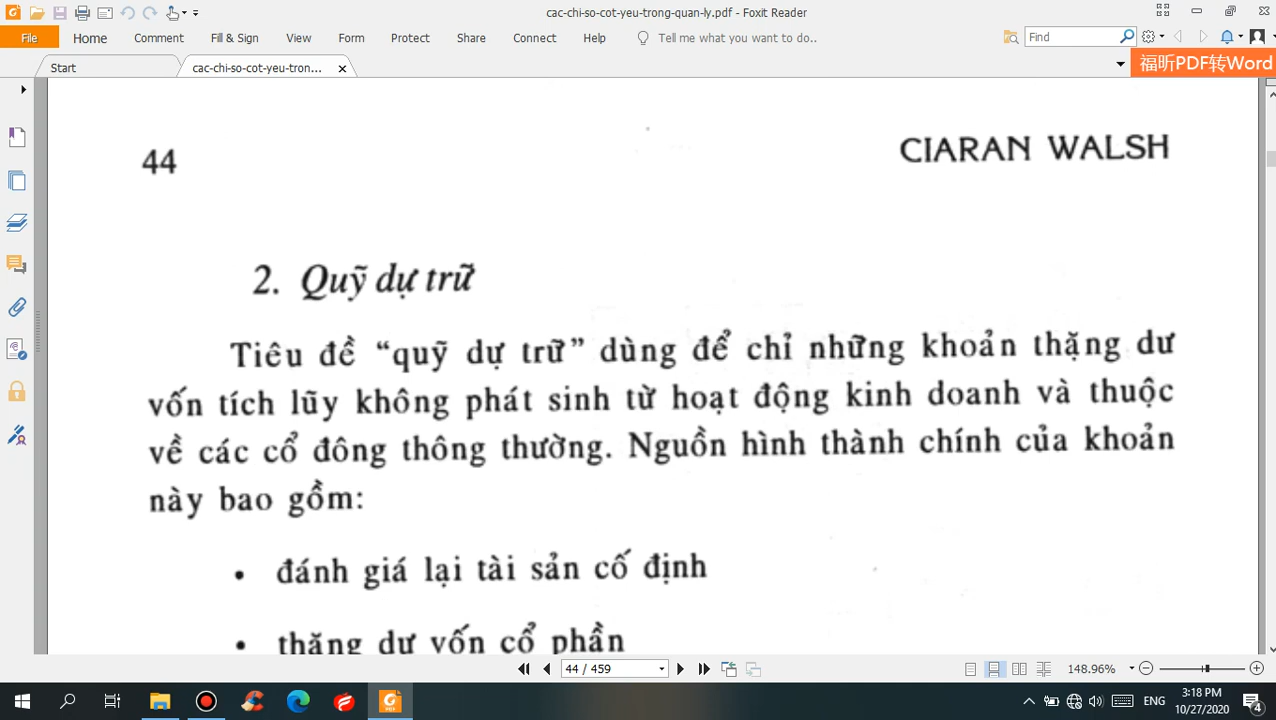 cac-chi-so-cot-yeu-trong-quan-ly.pdf - Foxit Reader
File Home Comment Fill & Sign View Form Protect Share Connect Help Tell me what you want to do.. Find
Start cac-chi-so-cot-yeu-tron... 福昕PDF转Word
44 CIARAN WALSH
2. Quỹ dự trữ
Tiêu đề “quỹ dự trữ” dùng để chỉ những khoản thặng dư
vốn tích lũy không phát sinh từ hoạt động kinh doanh và thuộc
về các cổ đông thông thường. Nguồn hình thành chính của khoản
này bao gồm:
• đánh giá lại tài sản cố định
• thặng dư vốn cổ phần
44 / 459 148.96%
ENG 3:18 PM
10/27/2020 4